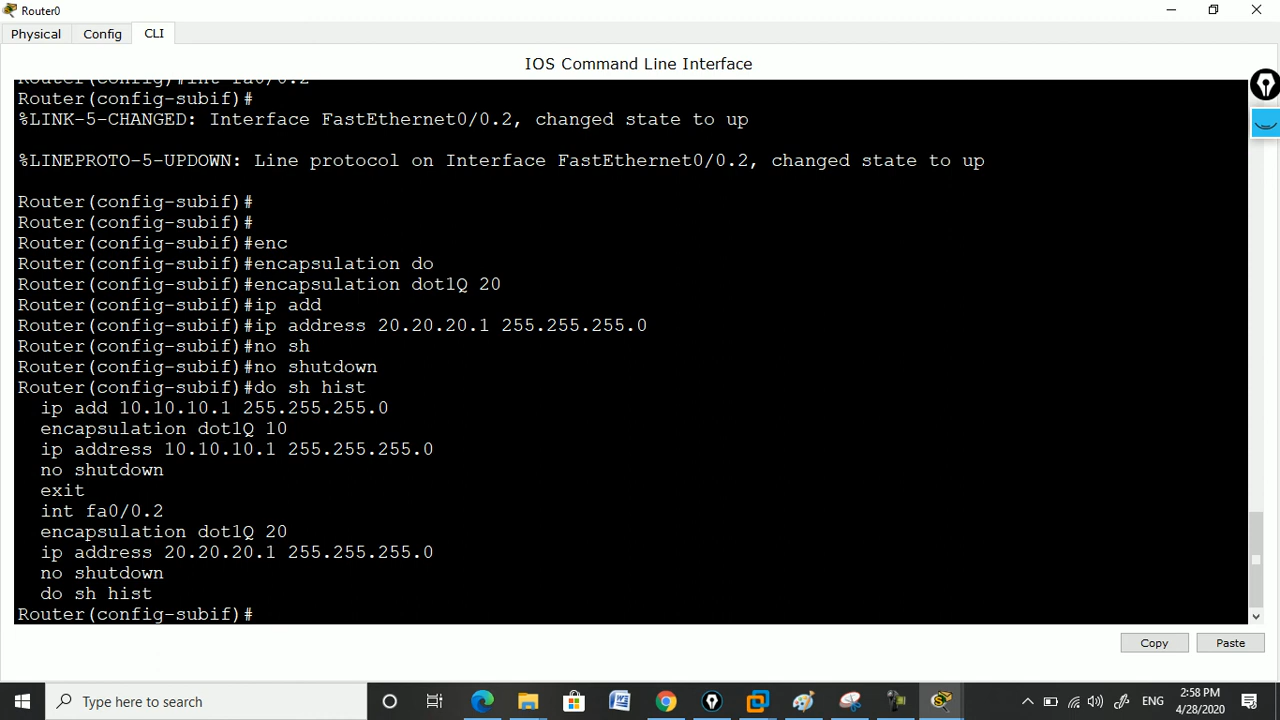 Router0
Physical Config CLI
IOS Command Line Interface
Router(config)#int fa0/0.2
Router(config-subif)#
%LINK-5-CHANGED: Interface FastEthernet0/0.2, changed state to up
%LINEPROTO-5-UPDOWN: Line protocol on Interface FastEthernet0/0.2, changed state to up
Router(config-subif)#
Router(config-subif)#
Router(config-subif)#enc
Router(config-subif)#encapsulation do
Router(config-subif)#encapsulation dot1Q 20
Router(config-subif)#ip add
Router(config-subif)#ip address 20.20.20.1 255.255.255.0
Router(config-subif)#no sh
Router(config-subif)#no shutdown
Router(config-subif)#do sh hist
ip add 10.10.10.1 255.255.255.0
encapsulation dot1Q 10
ip address 10.10.10.1 255.255.255.0
no shutdown
exit
int fa0/0.2
encapsulation dot1Q 20
ip address 20.20.20.1 255.255.255.0
no shutdown
do sh hist
Router(config-subif)#
Copy Paste
Type here to search
ENG
2:58 PM
4/28/2020